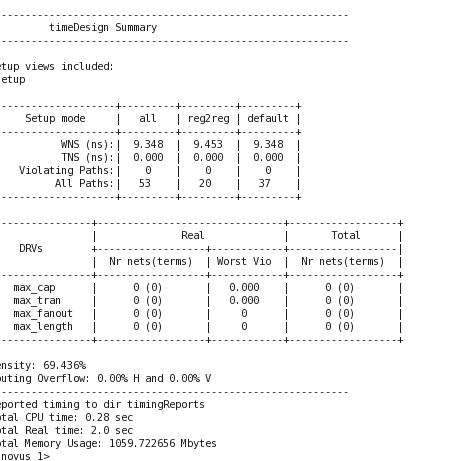 ------------------------------------------------------------
timeDesign Summary
------------------------------------------------------------
etup views included:
etup
--------------------+---------+---------+---------+
Setup mode | all | reg2reg | default |
--------------------+---------+---------+---------+
WNS (ns):| 9.348 | 9.453 | 9.348 |
TNS (ns):| 0.000 | 0.000 | 0.000 |
Violating Paths:| 0 | 0 | 0 |
All Paths:| 53 | 20 | 37 |
--------------------+---------+---------+---------+
----------------+-------------------------------+------------------+
| Real | Total |
DRVs +------------------+------------+------------------|
| Nr nets(terms) | Worst Vio | Nr nets(terms) |
----------------+------------------+------------+------------------+
max_cap | 0 (0) | 0.000 | 0 (0) |
max_tran | 0 (0) | 0.000 | 0 (0) |
max_fanout | 0 (0) | 0 | 0 (0) |
max_length | 0 (0) | 0 | 0 (0) |
----------------+------------------+------------+------------------+
ensity: 69.436%
outing Overflow: 0.00% H and 0.00% V
------------------------------------------------------------
eported timing to dir timingReports
otal CPU time: 0.28 sec
otal Real time: 2.0 sec
otal Memory Usage: 1059.722656 Mbytes
novus 1>